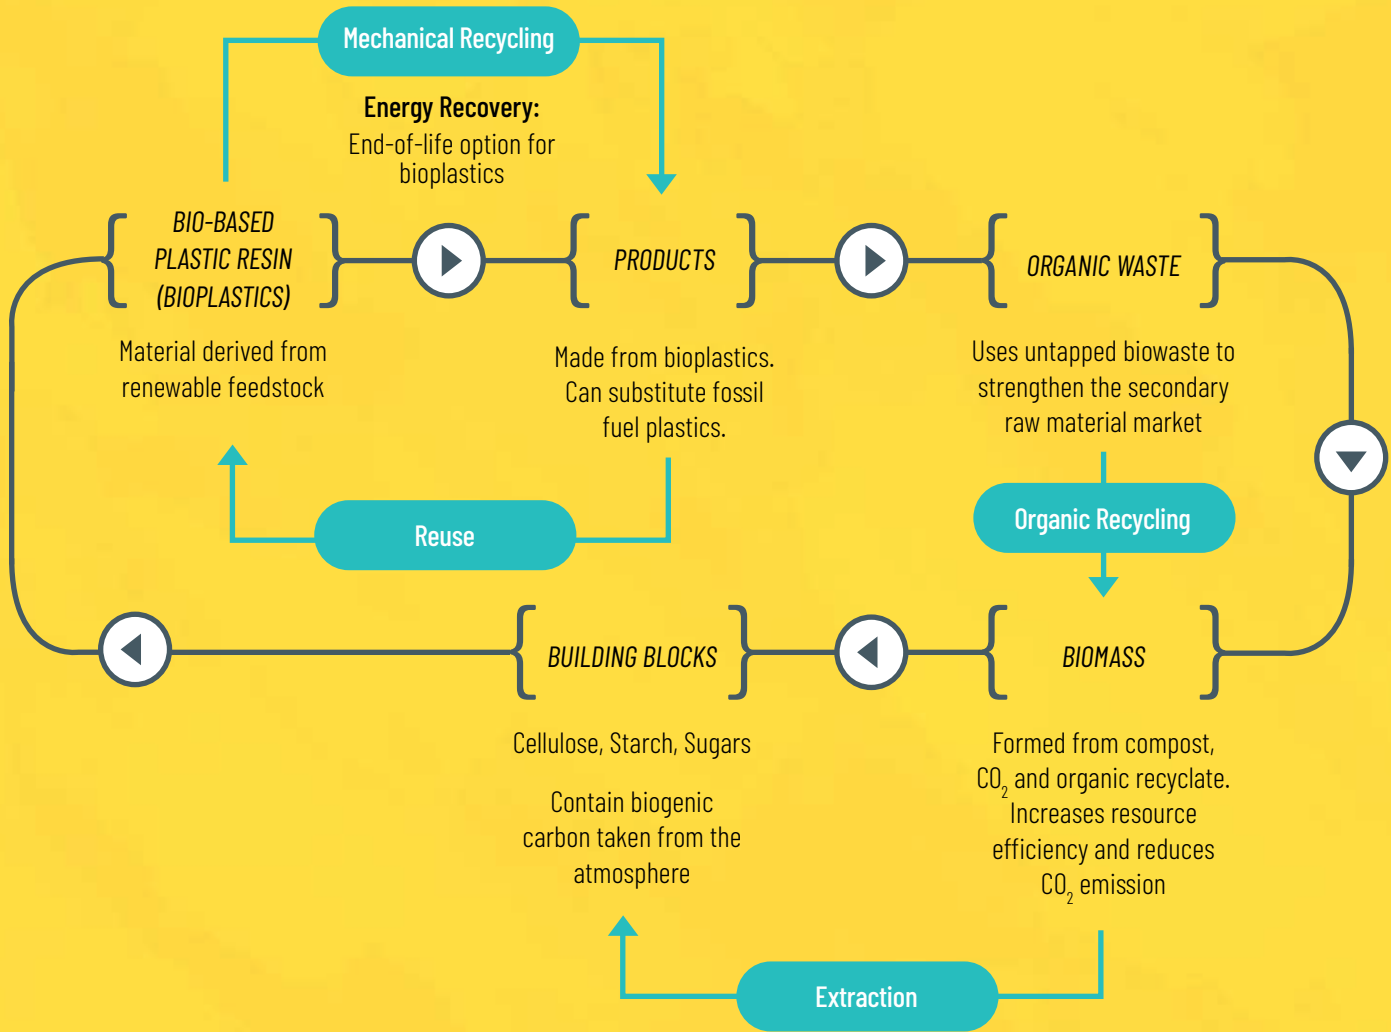 Mechanical Recycling
Energy Recovery:
End-of-life option for
bioplastics
BIO-BASED
PLASTIC RESIN
(BIOPLASTICS)
Material derived from
renewable feedstock
PRODUCTS
Made from bioplastics.
Can substitute fossil
fuel plastics.
ORGANIC WASTE
Uses untapped biowaste to
strengthen the secondary
raw material market
Reuse
Organic Recycling
BUILDING BLOCKS
Cellulose, Starch, Sugars
Contain biogenic
carbon taken from the
atmosphere
BIOMASS
Formed from compost,
CO₂ and organic recyclate.
Increases resource
efficiency and reduces
CO₂ emission
Extraction